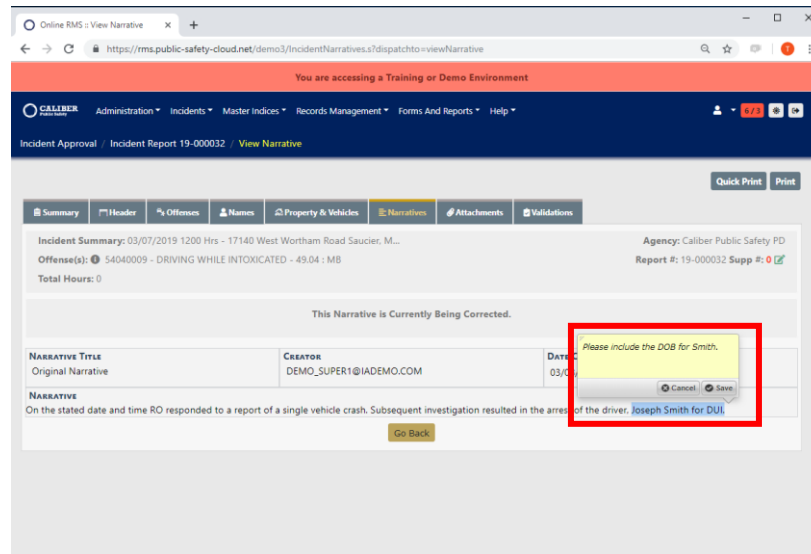 Online RMS :: View Narrative
https://rms.public-safety-cloud.net/demo3/IncidentNarratives.s?dispatchto=viewNarrative
You are accessing a Training or Demo Environment
CALIBER Public Safety Administration Incidents Master Indices Records Management Forms And Reports Help 6/3
Incident Approval / Incident Report 19-000032 / View Narrative
Quick Print Print
Summary Header Offenses Names Property & Vehicles Narratives Attachments Validations
Incident Summary: 03/07/2019 1200 Hrs - 17140 West Wortham Road Saucier, M... Agency: Caliber Public Safety PD
Offense(s): 54040009 - DRIVING WHILE INTOXICATED - 49.04 : MB Report #: 19-000032 Supp #: 0
Total Hours: 0
This Narrative is Currently Being Corrected.
Please include the DOB for Smith.
Cancel Save
NARRATIVE TITLE CREATOR
Original Narrative DEMO_SUPER1@IADEMO.COM
NARRATIVE
On the stated date and time RO responded to a report of a single vehicle crash. Subsequent investigation resulted in the arrest of the driver, Joseph Smith for DUI.
Go Back